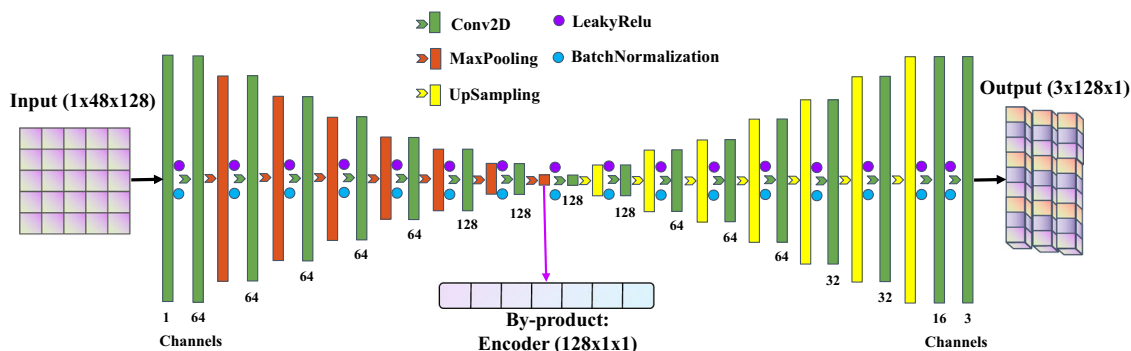 Conv2D
LeakyRelu
MaxPooling
BatchNormalization
UpSampling
Input (1x48x128)
Output (3x128x1)
1
64
64
64
64
64
128
128
128
128
64
64
64
32
32
16
3
Channels
Channels
By-product:
Encoder (128x1x1)